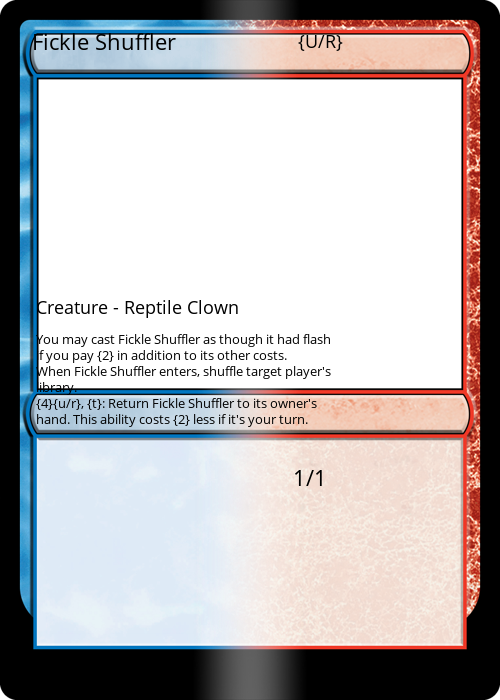 Fickle Shuffler
{U/R}
Creature - Reptile Clown
You may cast Fickle Shuffler as though it had flash
if you pay {2} in addition to its other costs.
When Fickle Shuffler enters, shuffle target player's
library.
{4}{u/r}, {t}: Return Fickle Shuffler to its owner's
hand. This ability costs {2} less if it's your turn.
1/1